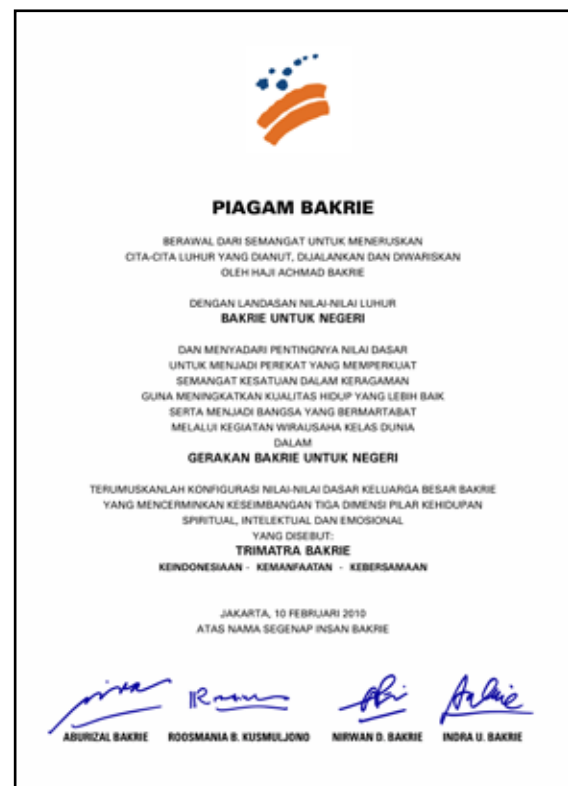 PIAGAM BAKRIE
BERAWAL DARI SEMANGAT UNTUK MENERUSKAN
CITA-CITA LUHUR YANG DIANUT, DIJALANKAN DAN DIWARISKAN
OLEH HAJI ACHMAD BAKRIE
DENGAN LANDASAN NILAI-NILAI LUHUR
BAKRIE UNTUK NEGERI
DAN MENYADARI PENTINGNYA NILAI DASAR
UNTUK MENJADI PEREKAT YANG MEMPERKUAT
SEMANGAT KESATUAN DALAM KERAGAMAN
GUNA MENINGKATKAN KUALITAS HIDUP YANG LEBIH BAIK
SERTA MENJADI BANGSA YANG BERMARTABAT
MELALUI KEGIATAN WIRAUSAHA KELAS DUNIA
DALAM
GERAKAN BAKRIE UNTUK NEGERI
TERUMUSKANLAH KONFIGURASI NILAI-NILAI DASAR KELUARGA BESAR BAKRIE
YANG MENCERMINKAN KESEIMBANGAN TIGA DIMENSI PILAR KEHIDUPAN
SPIRITUAL, INTELEKTUAL DAN EMOSIONAL
YANG DISEBUT:
TRIMATRA BAKRIE
KEINDONESIAAN - KEMANFAATAN - KEBERSAMAAN
JAKARTA, 10 FEBRUARI 2010
ATAS NAMA SEGENAP INSAN BAKRIE
ABURIZAL BAKRIE ROOSMANIA B. KUSMULJONO NIRWAN D. BAKRIE INDRA U. BAKRIE